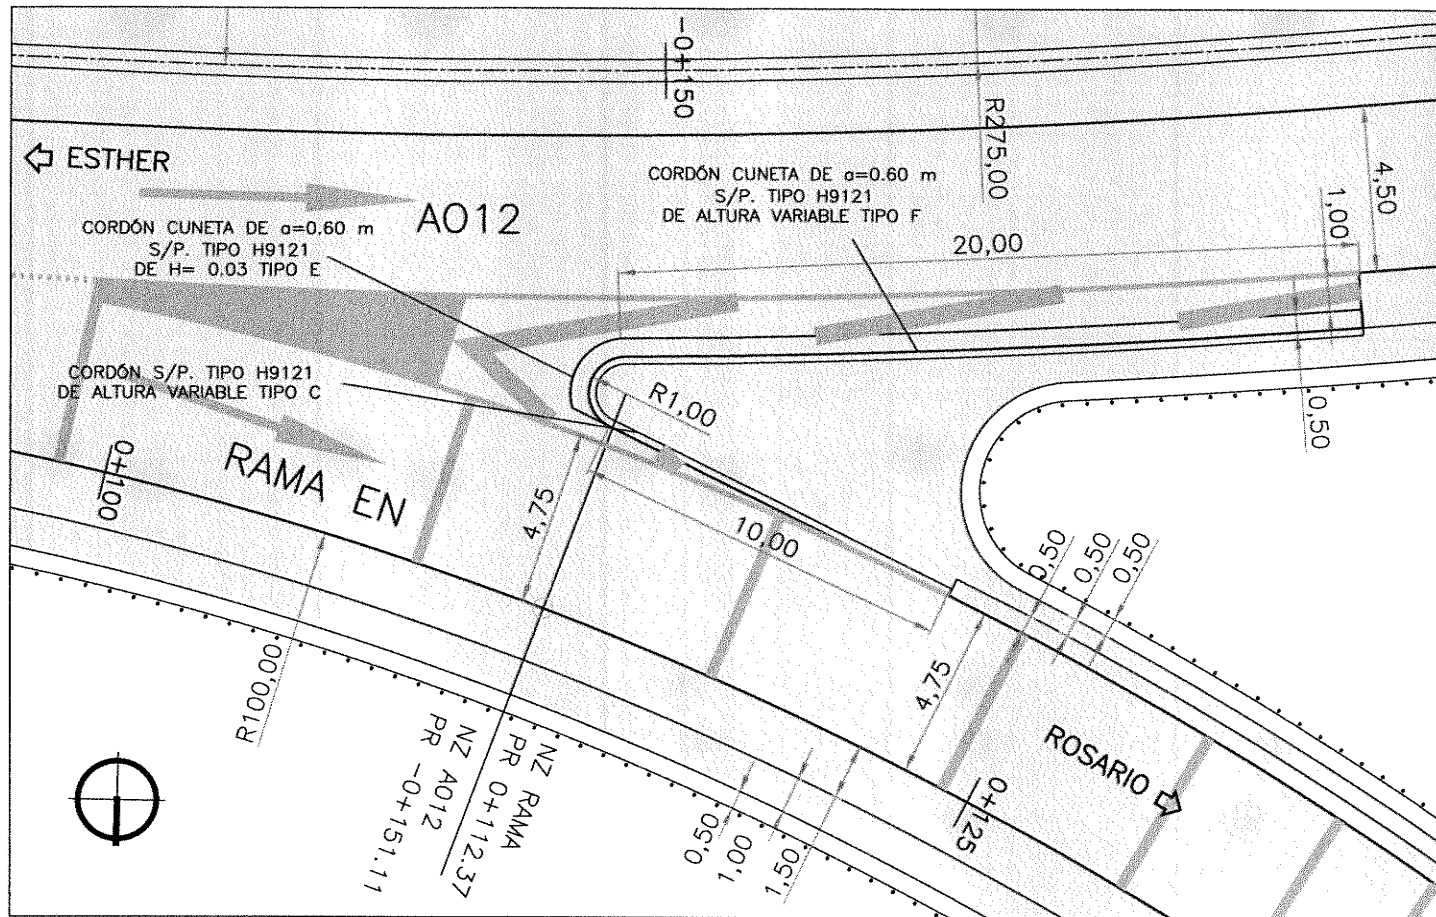 -0+150
R275,00
4,50
1,00
ESTHER
CORDÓN CUNETA DE a=0.60 m
S/P. TIPO H9121
DE ALTURA VARIABLE TIPO F
AO12
CORDÓN CUNETA DE a=0.60 m
S/P. TIPO H9121
DE H= 0.03 TIPO E
20,00
CORDÓN S/P. TIPO H9121
DE ALTURA VARIABLE TIPO C
R1,00
0,50
0+100
RAMA EN
4,75
10,00
0,50
0,50
0,50
R100,00
4,75
NZ RAMA
PR 0+112.37
NZ A012
PR -0+151.11
ROSARIO
0+125
0,50
1,00
1,50